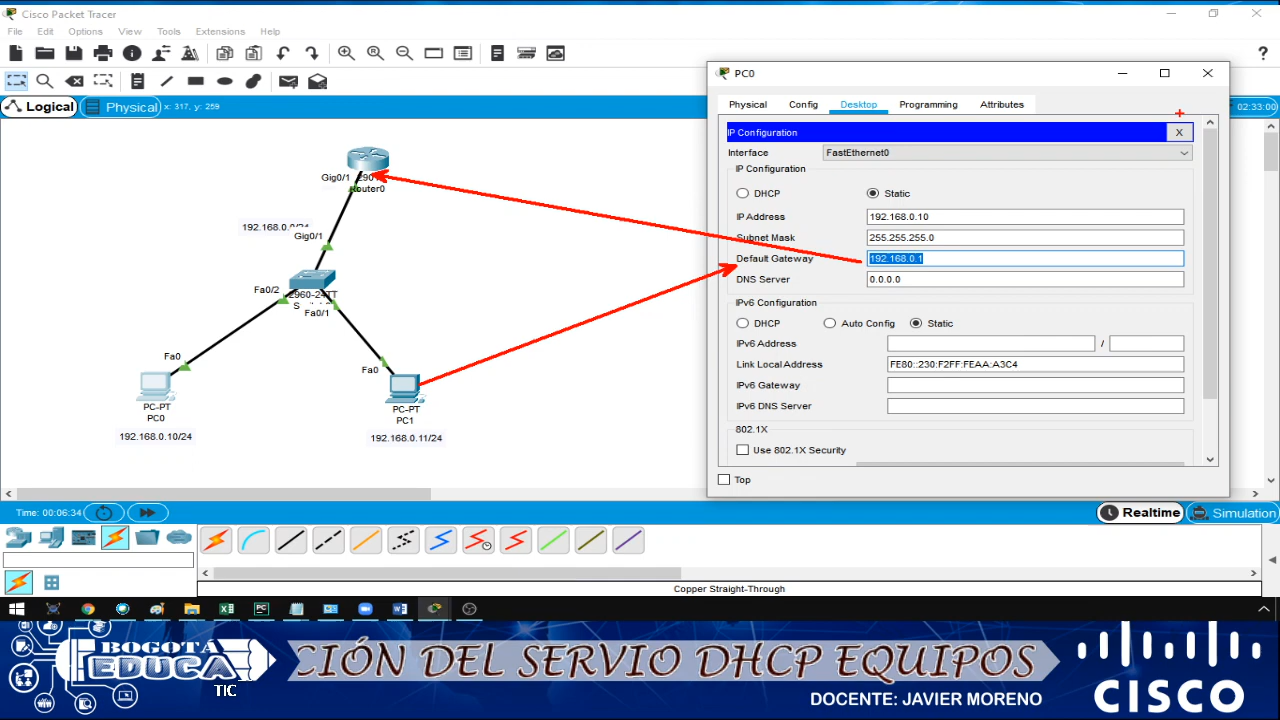 Cisco Packet Tracer
File Edit Options View Tools Extensions Help
?
Logical Physical x: 317, y: 259
02:33:00
Gig0/1
Router0
192.168.0.0/24
Gig0/1
Fa0/2
2960-24TT
Fa0/1
Fa0
Fa0
PC-PT
PC0
192.168.0.10/24
PC-PT
PC1
192.168.0.11/24
PC0
Physical Config Desktop Programming Attributes
IP Configuration X
Interface FastEthernet0
IP Configuration
DHCP Static
IP Address 192.168.0.10
Subnet Mask 255.255.255.0
Default Gateway 192.168.0.1
DNS Server 0.0.0.0
IPv6 Configuration
DHCP Auto Config Static
IPv6 Address /
Link Local Address FE80::230:F2FF:FEAA:A3C4
IPv6 Gateway
IPv6 DNS Server
802.1X
Use 802.1X Security
Top
Time: 00:06:34
Realtime Simulation
Copper Straight-Through
BOGOTÁ
EDUCA
TIC
CIÓN DEL SERVIO DHCP EQUIPOS
DOCENTE: JAVIER MORENO
CISCO